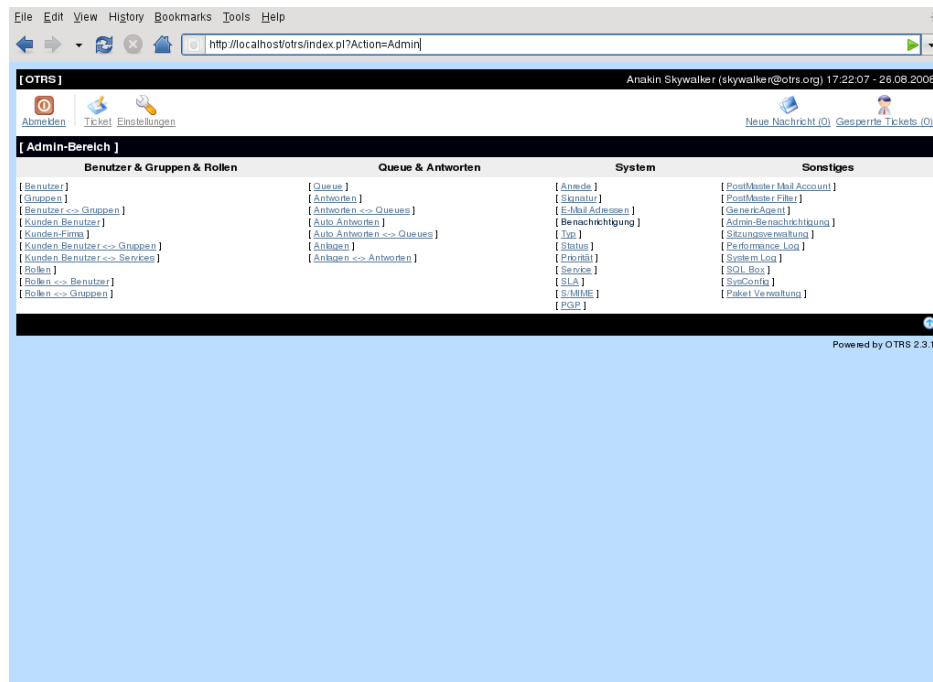 File Edit View History Bookmarks Tools Help
http://localhost/otrs/index.pl?Action=Admin
[ OTRS ] Anakin Skywalker (skywalker@otrs.org) 17:22:07 - 26.08.2008
Abmelden Ticket Einstellungen Neue Nachricht (0) Gesperrte Tickets (0)
[ Admin-Bereich ]
Benutzer & Gruppen & Rollen Queue & Antworten System Sonstiges
[ Benutzer ] [ Queue ] [ Anrede ] [ PostMaster Mail Account ]
[ Gruppen ] [ Antworten ] [ Signatur ] [ PostMaster Filter ]
[ Benutzer <-> Gruppen ] [ Antworten <-> Queues ] [ E-Mail Adressen ] [ GenericAgent ]
[ Kunden Benutzer ] [ Auto Antworten ] [ Benachrichtigung ] [ Admin-Benachrichtigung ]
[ Kunden-Firma ] [ Auto Antworten <-> Queues ] [ Typ ] [ Sitzungsverwaltung ]
[ Kunden Benutzer <-> Gruppen ] [ Anlagen ] [ Status ] [ Performance Log ]
[ Kunden Benutzer <-> Services ] [ Anlagen <-> Antworten ] [ Priorität ] [ System Log ]
[ Rollen ] [ Service ] [ SQL Box ]
[ Rollen <-> Benutzer ] [ SLA ] [ SysConfig ]
[ Rollen <-> Gruppen ] [ S/MIME ] [ Paket Verwaltung ]
[ PGP ]
Powered by OTRS 2.3.1